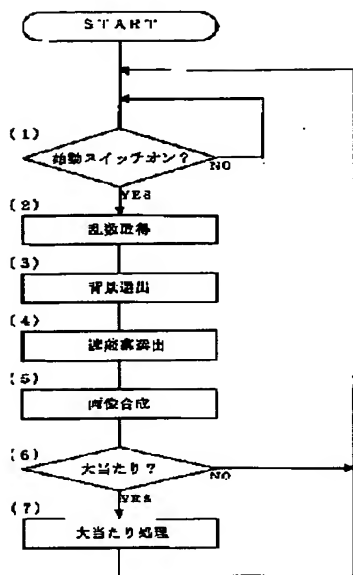 START
(1)
始動スイッチオン?
NO
YES
(2)
乱数取得
(3)
背景選出
(4)
(5)
画像合成
(6)
大当たり?
NO
YES
(7)
大当たり処理